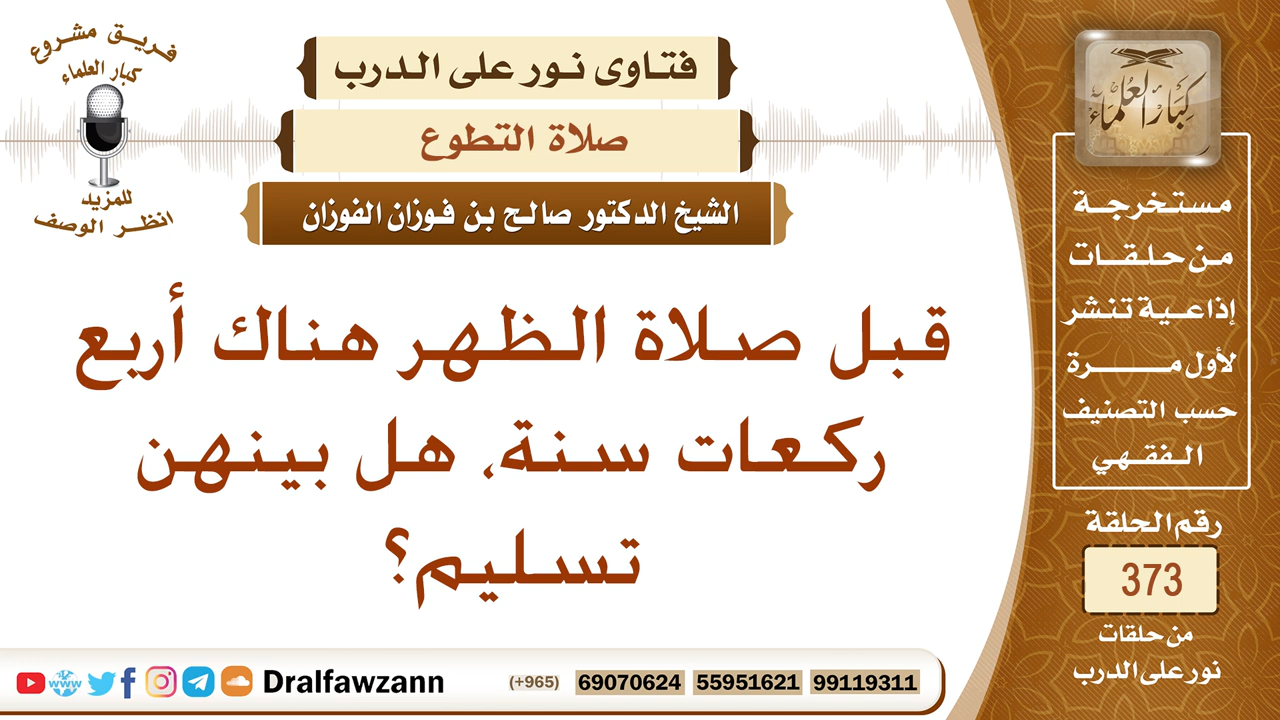 فريق مشروع
كبار العلماء
للمزيد
انظر الوصف
فتاوى نور على الدرب
صلاة التطوع
الشيخ الدكتور صالح بن فوزان الفوزان
قبل صلاة الظهر هناك أربع
ركعات سنة، هل بينهن
تسليم؟
كبار العلماء
مستخرجة
من حلقات
إذاعية تنشر
لأول مرة
حسب التصنيف
الفقهي
رقم الحلقة
373
من حلقات
نور على الدرب
www Dralfawzann (+965) 69070624 55951621 99119311